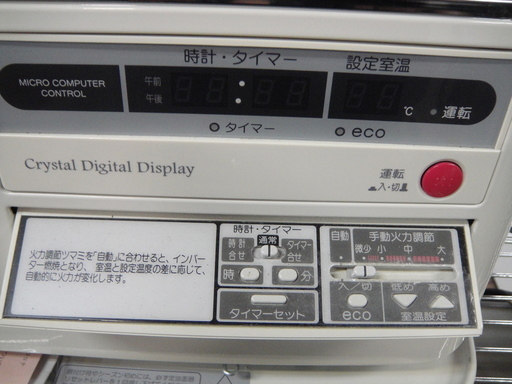 時計・タイマー
設定室温
MICRO COMPUTER
CONTROL
午前
午後
℃
運転
タイマー
eco
Crystal Digital Display
運転
入・切
火力調節ツマミを「自動」に合わせると、インバ
ーター燃焼となり、室温と設定温度の差に応じて、
自動的に火力が変化します。
時計・タイマー
時計
合せ
通常
タイマー
合せ
時
分
タイマーセット
自動
手動火力調節
微少 小 中 大
入/切
eco
低め
高め
室温設定